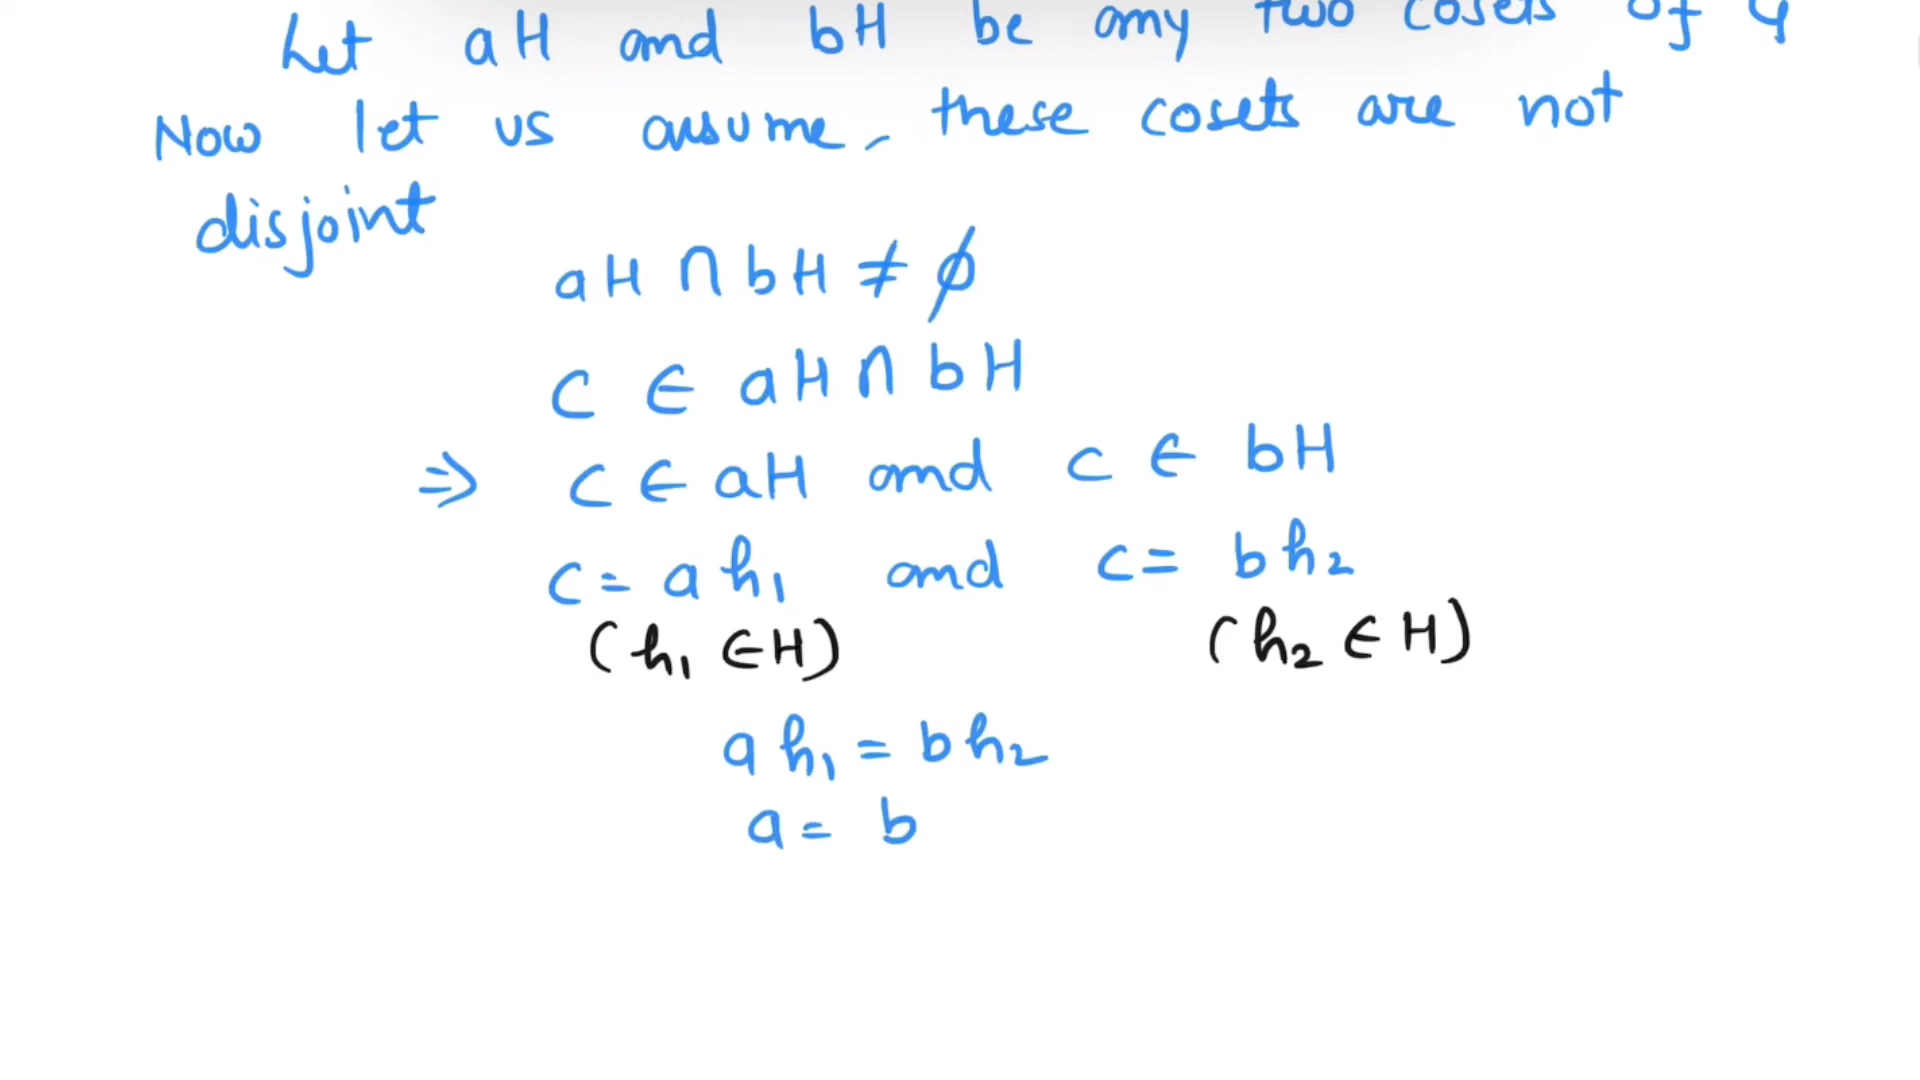 Let aH and bH be any two cosets of G
Now let us assume, these cosets are not
disjoint
aH ∩ bH ≠ ϕ
c ∈ aH ∩ bH
⇒ c ∈ aH and c ∈ bH
c = ah₁ and c = bh₂
(h₁ ∈ H) (h₂ ∈ H)
ah₁ = bh₂
a = b